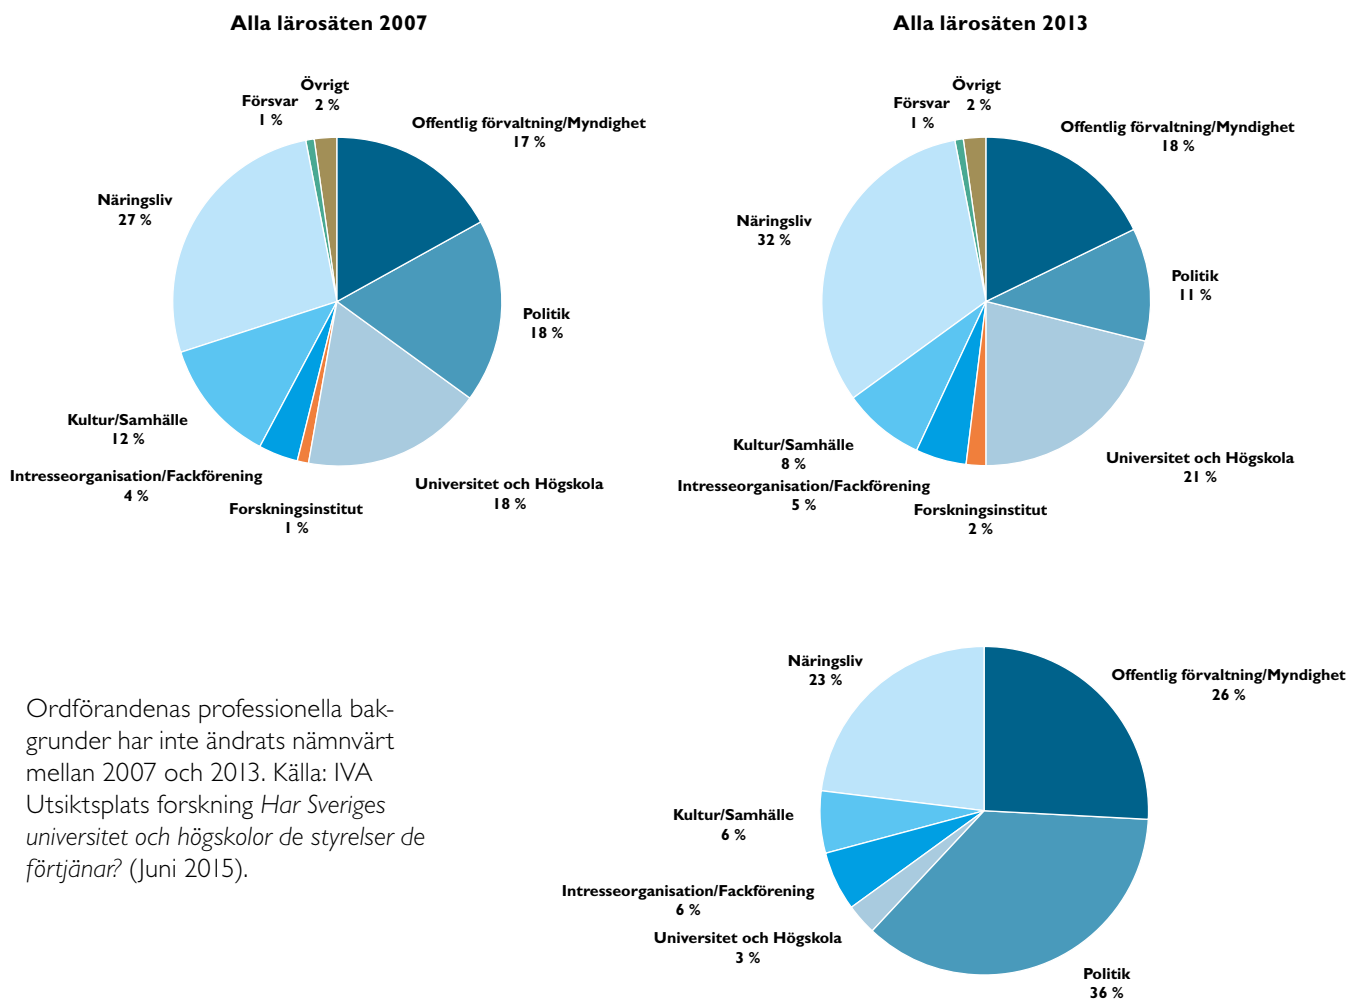 Alla lärosäten 2007
Övrigt
2 %
Försvar
1 %
Offentlig förvaltning/Myndighet
17 %
Näringsliv
27 %
Politik
18 %
Kultur/Samhälle
12 %
Intresseorganisation/Fackförening
4 %
Universitet och Högskola
18 %
Forskningsinstitut
1 %
Alla lärosäten 2013
Övrigt
2 %
Försvar
1 %
Offentlig förvaltning/Myndighet
18 %
Näringsliv
32 %
Politik
11 %
Kultur/Samhälle
8 %
Universitet och Högskola
21 %
Intresseorganisation/Fackförening
5 %
Forskningsinstitut
2 %
Ordförandenas professionella bak-
grunder har inte ändrats nämnvärt
mellan 2007 och 2013. Källa: IVA
Utsiktsplats forskning Har Sveriges
universitet och högskolor de styrelser de
förtjänar? (Juni 2015).
Näringsliv
23 %
Offentlig förvaltning/Myndighet
26 %
Kultur/Samhälle
6 %
Intresseorganisation/Fackförening
6 %
Universitet och Högskola
3 %
Politik
36 %